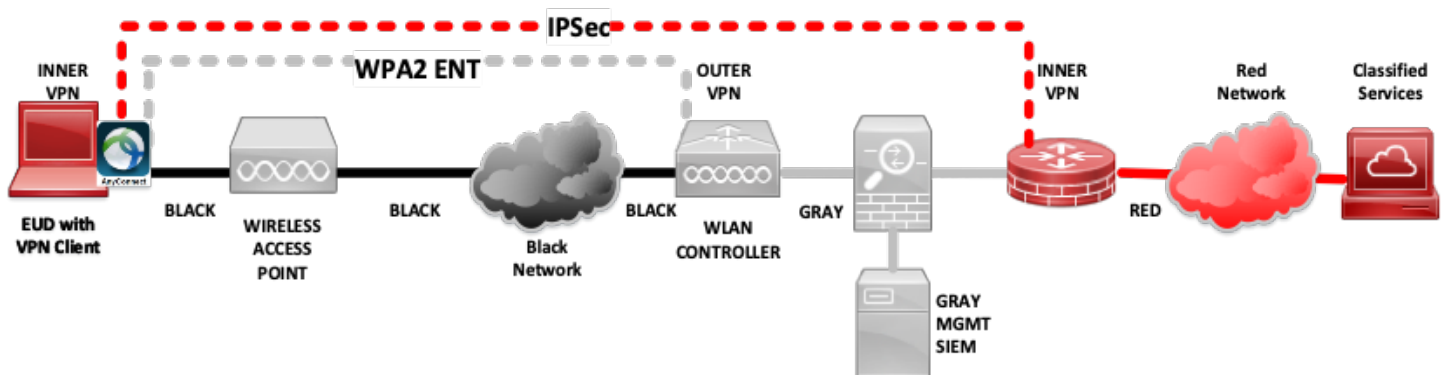 IPSec
WPA2 ENT
INNER
VPN
OUTER
VPN
INNER
VPN
Red
Network
Classified
Services
AnyConnect
BLACK
BLACK
BLACK
GRAY
RED
EUD with
VPN Client
WIRELESS
ACCESS
POINT
Black
Network
WLAN
CONTROLLER
GRAY
MGMT
SIEM